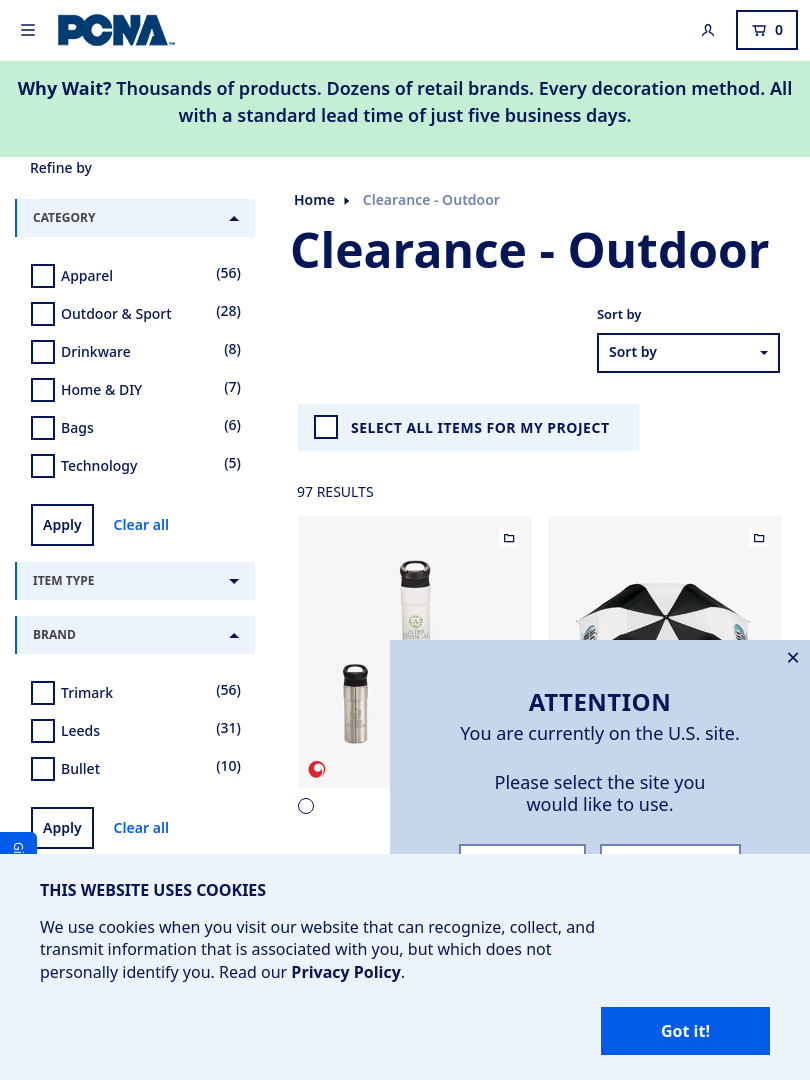 PCNA
0
Why Wait? Thousands of products. Dozens of retail brands. Every decoration method. All
with a standard lead time of just five business days.
Refine by
CATEGORY
Apparel (56)
Outdoor & Sport (28)
Drinkware (8)
Home & DIY (7)
Bags (6)
Technology (5)
Apply Clear all
ITEM TYPE
BRAND
Trimark (56)
Leeds (31)
Bullet (10)
Apply Clear all
Home Clearance - Outdoor
Clearance - Outdoor
Sort by
Sort by
SELECT ALL ITEMS FOR MY PROJECT
97 RESULTS
ATTENTION
You are currently on the U.S. site.
Please select the site you
would like to use.
THIS WEBSITE USES COOKIES
We use cookies when you visit our website that can recognize, collect, and
transmit information that is associated with you, but which does not
personally identify you. Read our Privacy Policy.
Got it!